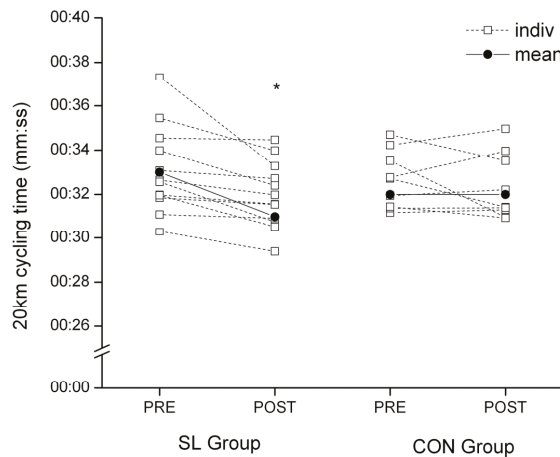 00:40
00:38
00:36
00:34
00:32
00:30
00:28
00:26
00:00
20km cycling time (mm:ss)
indiv
mean
*
PRE POST PRE POST
SL Group CON Group